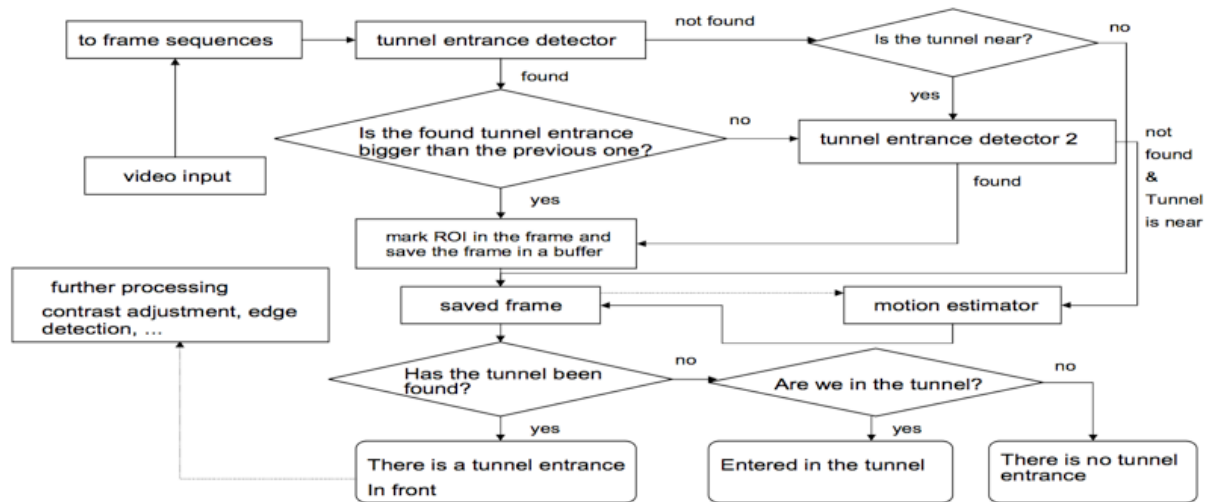 to frame sequences
tunnel entrance detector
not found
Is the tunnel near?
no
found
yes
Is the found tunnel entrance
bigger than the previous one?
no
tunnel entrance detector 2
not
found
&
Tunnel
is near
video input
found
yes
mark ROI in the frame and
save the frame in a buffer
further processing
contrast adjustment, edge
detection, ...
saved frame
motion estimator
Has the tunnel been
found?
no
Are we in the tunnel?
no
yes
yes
There is a tunnel entrance
In front
Entered in the tunnel
There is no tunnel
entrance